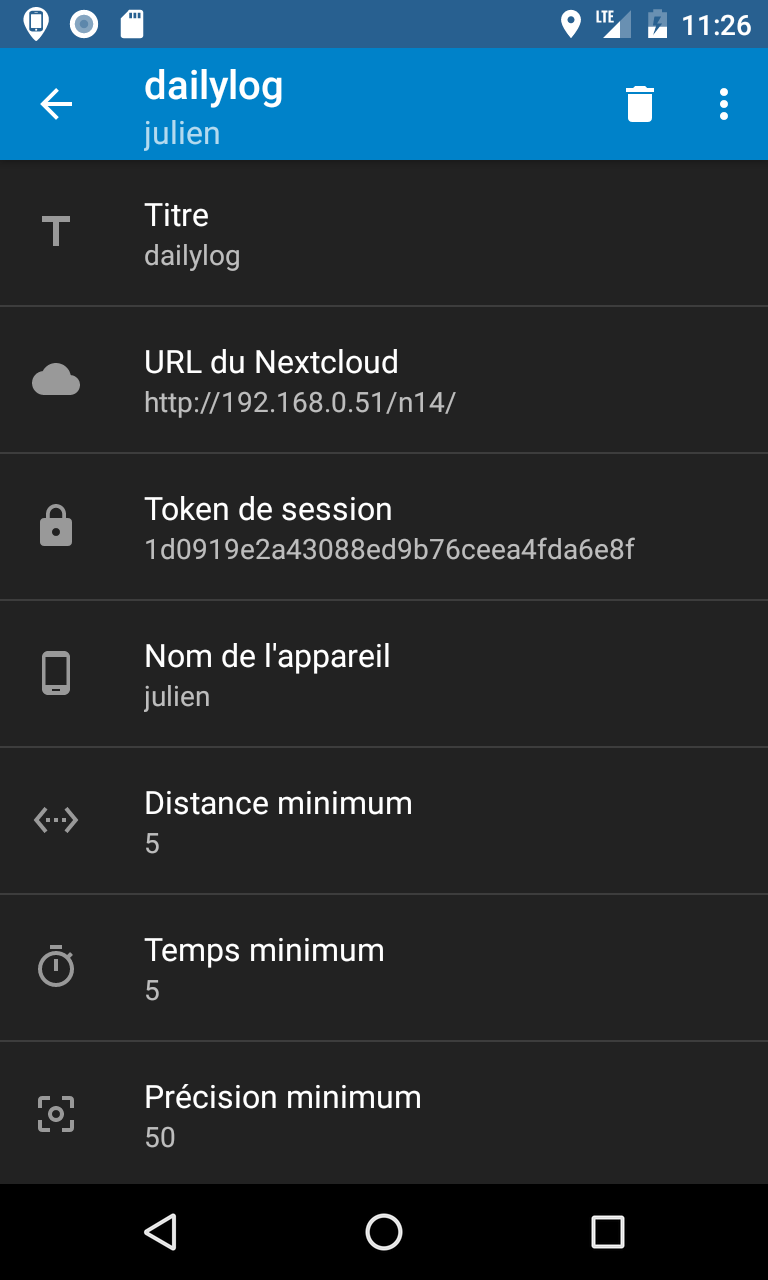 LTE 11:26
dailylog
julien
Titre
dailylog
URL du Nextcloud
http://192.168.0.51/n14/
Token de session
1d0919e2a43088ed9b76ceea4fda6e8f
Nom de l'appareil
julien
Distance minimum
5
Temps minimum
5
Précision minimum
50